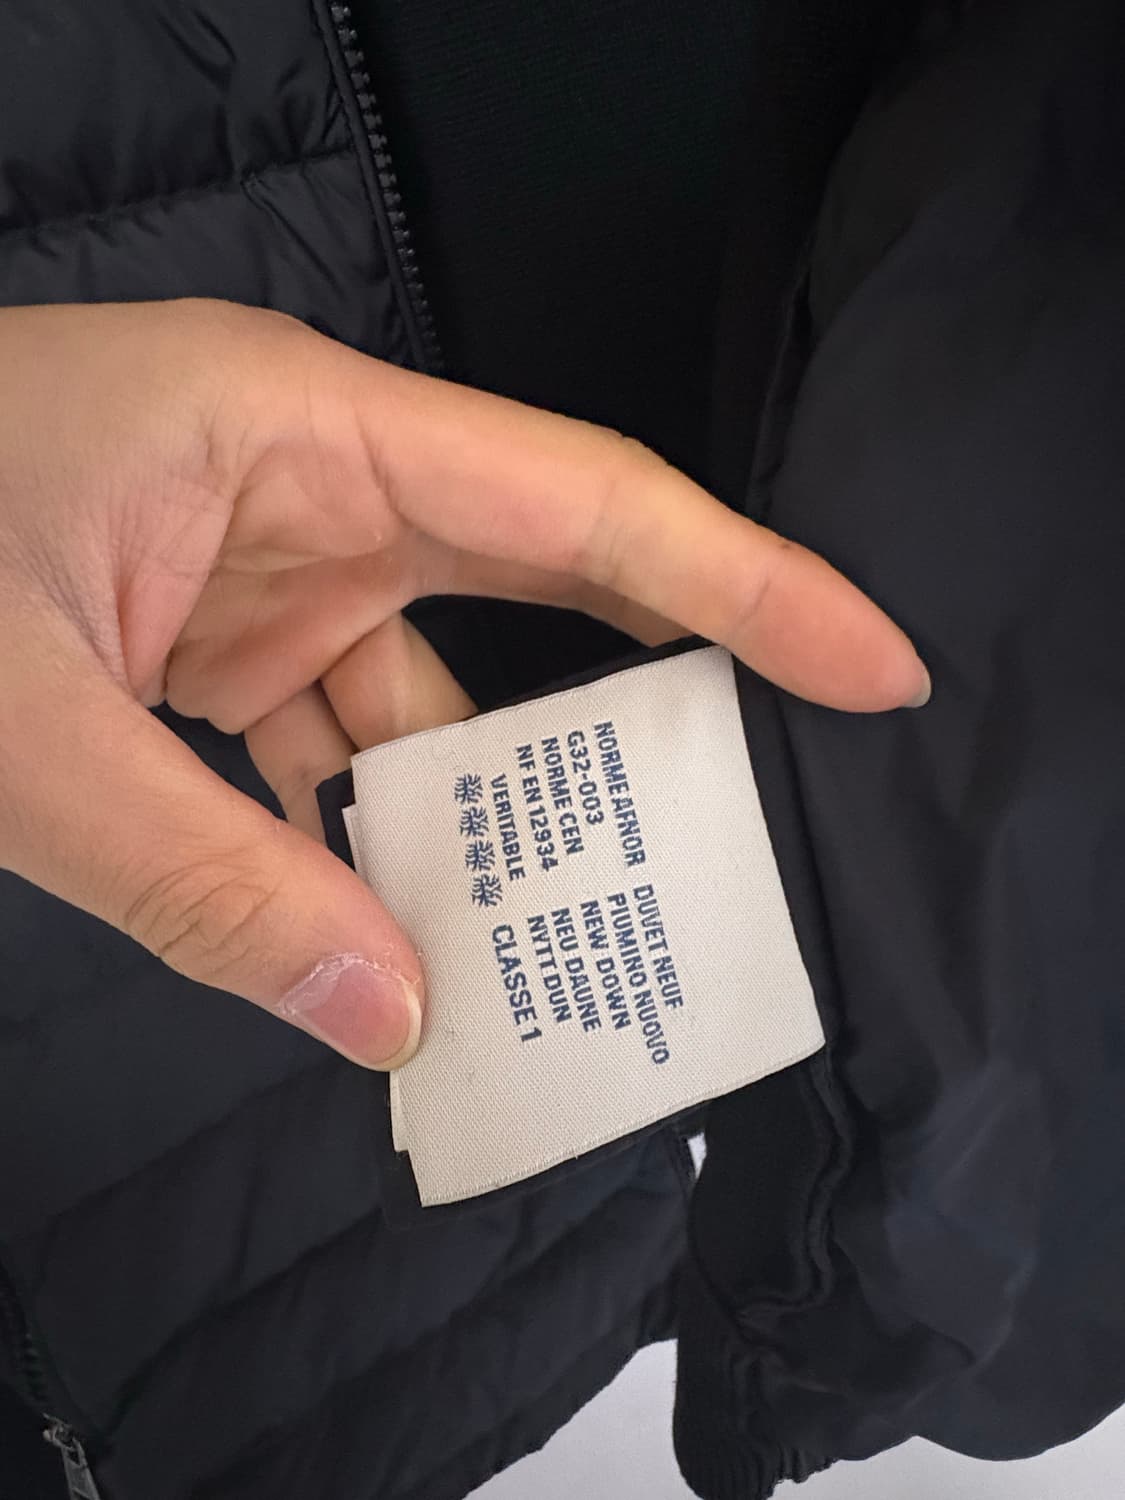 NORME AFNOR DUVET NEUF
G32-003 PIUMINO NUOVO
NORME CEN NEW DOWN
NF EN 12934 NEU DAUNE
VERITABLE NYTT DUN
CLASSE 1